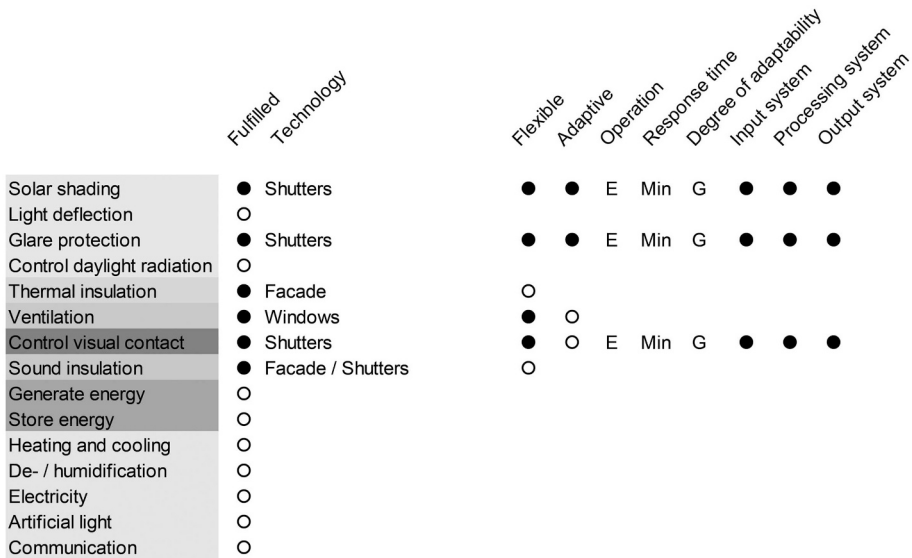 Fulfilled Technology Flexible Adaptive Operation Response time Degree of adaptability Input system Processing system Output system
Solar shading ● Shutters ● ● E Min G ● ● ●
Light deflection ○
Glare protection ● Shutters ● ● E Min G ● ● ●
Control daylight radiation ○
Thermal insulation ● Facade ○
Ventilation ● Windows ● ○
Control visual contact ● Shutters ● ○ E Min G ● ● ●
Sound insulation ● Facade / Shutters ○
Generate energy ○
Store energy ○
Heating and cooling ○
De- / humidification ○
Electricity ○
Artificial light ○
Communication ○